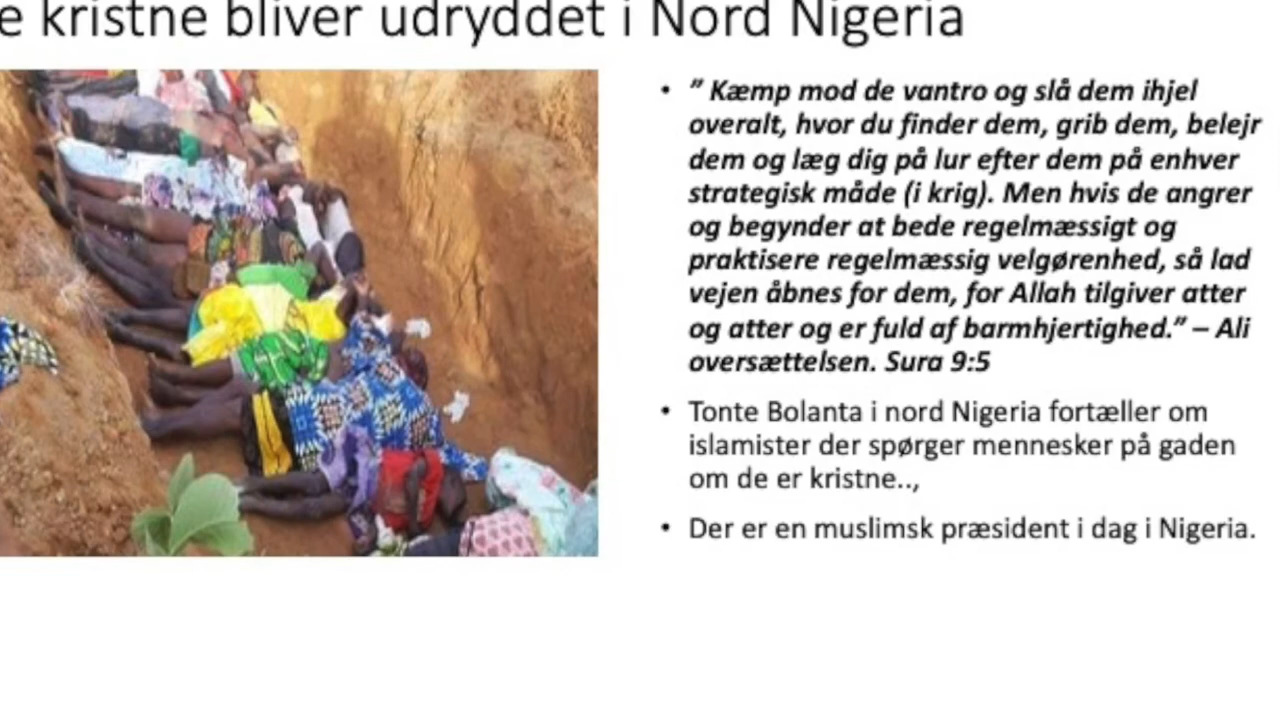 e kristne bliver udryddet i Nord Nigeria
• ” Kæmp mod de vantro og slå dem ihjel
overalt, hvor du finder dem, grib dem, belejr
dem og læg dig på lur efter dem på enhver
strategisk måde (i krig). Men hvis de angrer
og begynder at bede regelmæssigt og
praktisere regelmæssig velgørenhed, så lad
vejen åbnes for dem, for Allah tilgiver atter
og atter og er fuld af barmhjertighed.” – Ali
oversættelsen. Sura 9:5
• Tonte Bolanta i nord Nigeria fortæller om
islamister der spørger mennesker på gaden
om de er kristne..,
• Der er en muslimsk præsident i dag i Nigeria.